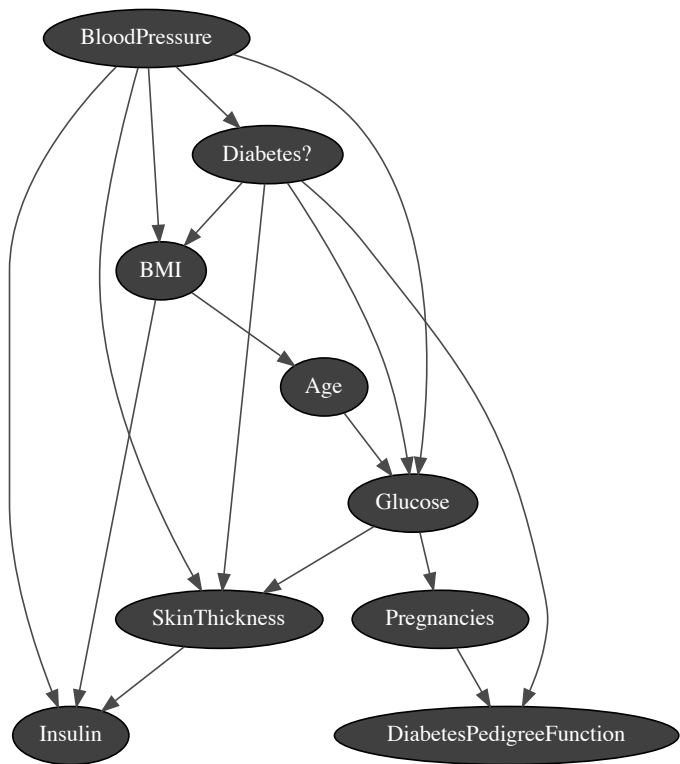 BloodPressure
Diabetes?
BMI
Age
Glucose
SkinThickness
Pregnancies
Insulin
DiabetesPedigreeFunction